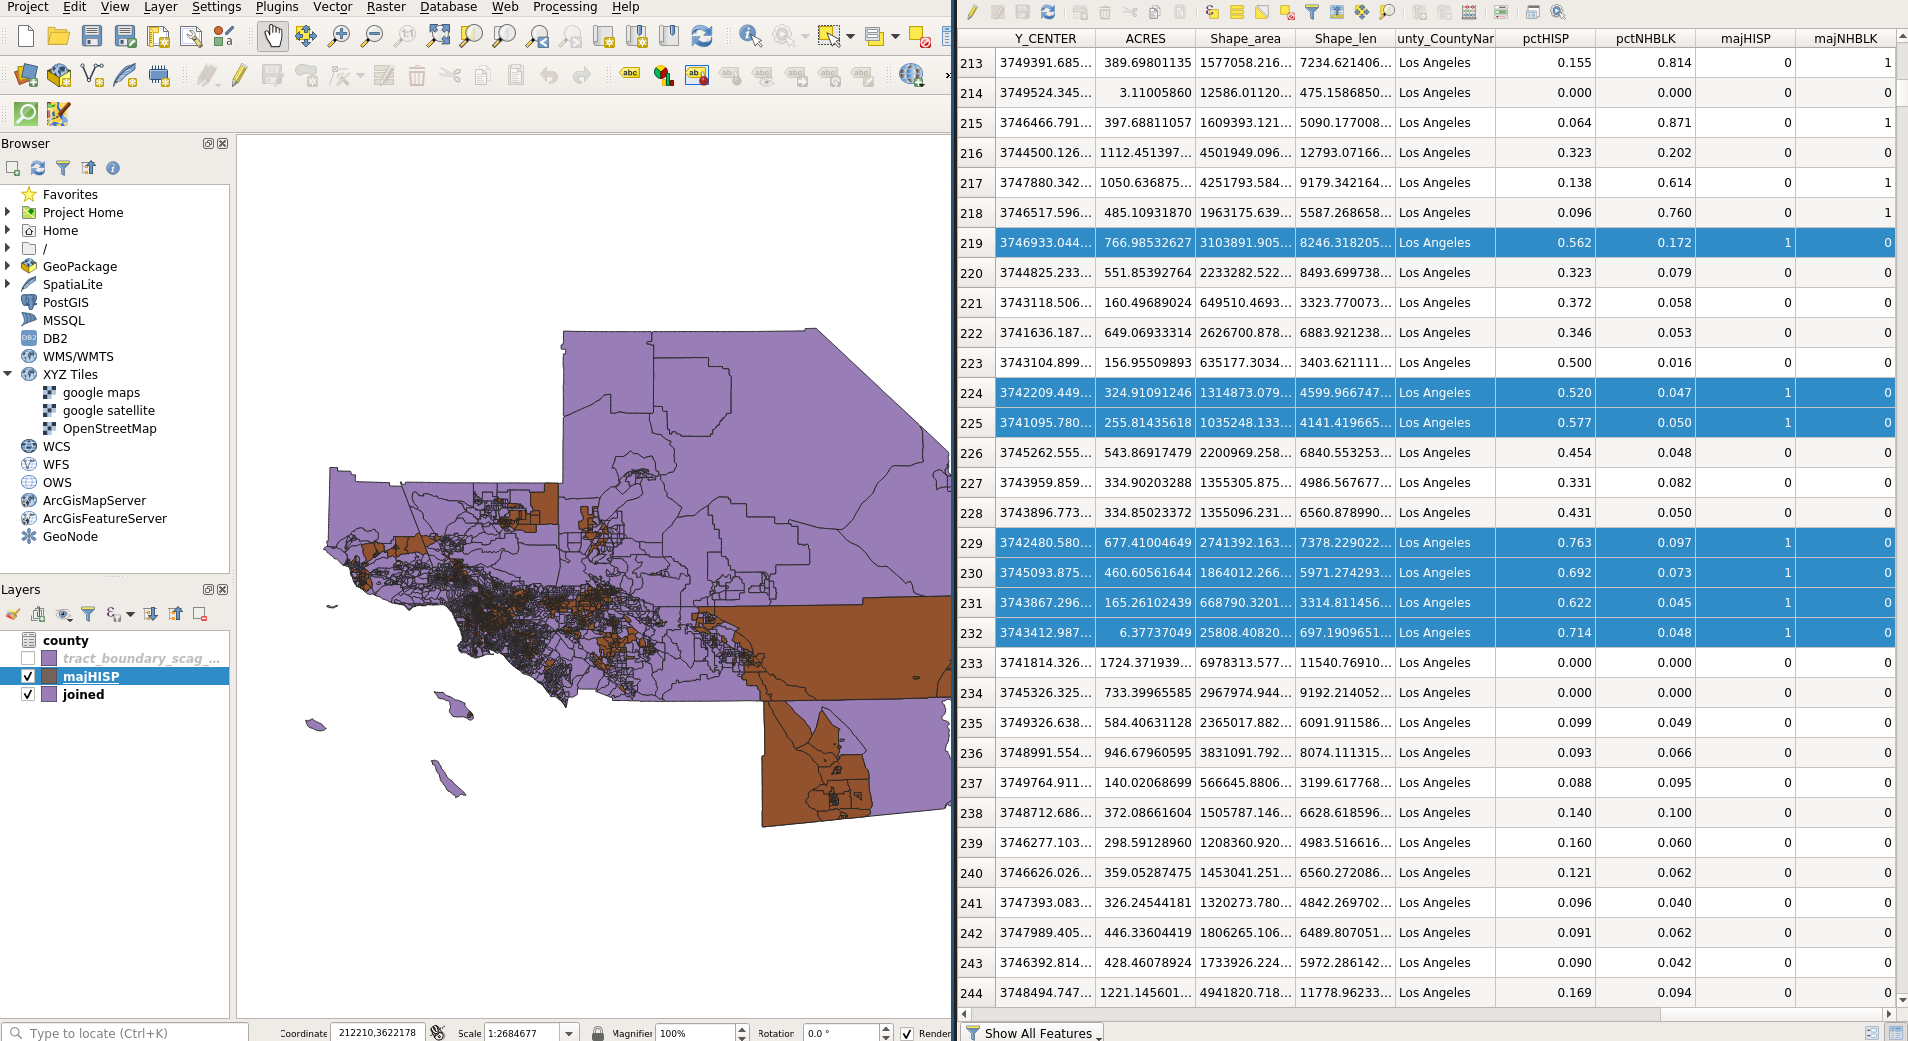 Project Edit View Layer Settings Plugins Vector Raster Database Web Processing Help
Browser
Favorites
Project Home
Home
/
GeoPackage
SpatiaLite
PostGIS
MSSQL
DB2
WMS/WMTS
XYZ Tiles
google maps
google satellite
OpenStreetMap
WCS
WFS
OWS
ArcGisMapServer
ArcGisFeatureServer
GeoNode
Layers
county
tract_boundary_scag_...
majHISP
joined
Type to locate (Ctrl+K) Coordinate 212210,3622178 Scale 1:2684677 Magnifier 100% Rotation 0.0 ° Render
Y_CENTER ACRES Shape_area Shape_len unty_CountyNar pctHISP pctNHBLK majHISP majNHBLK
213 3749391.685... 389.69801135 1577058.216... 7234.621406... Los Angeles 0.155 0.814 0 1
214 3749524.345... 3.11005860 12586.01120... 475.1586850... Los Angeles 0.000 0.000 0 0
215 3746466.791... 397.68811057 1609393.121... 5090.177008... Los Angeles 0.064 0.871 0 1
216 3744500.126... 1112.451397... 4501949.096... 12793.07166... Los Angeles 0.323 0.202 0 0
217 3747880.342... 1050.636875... 4251793.584... 9179.342164... Los Angeles 0.138 0.614 0 1
218 3746517.596... 485.10931870 1963175.639... 5587.268658... Los Angeles 0.096 0.760 0 1
219 3746933.044... 766.98532627 3103891.905... 8246.318205... Los Angeles 0.562 0.172 1 0
220 3744825.233... 551.85392764 2233282.522... 8493.699738... Los Angeles 0.323 0.079 0 0
221 3743118.506... 160.49689024 649510.4693... 3323.770073... Los Angeles 0.372 0.058 0 0
222 3741636.187... 649.06933314 2626700.878... 6883.921238... Los Angeles 0.346 0.053 0 0
223 3743104.899... 156.95509893 635177.3034... 3403.621111... Los Angeles 0.500 0.016 0 0
224 3742209.449... 324.91091246 1314873.079... 4599.966747... Los Angeles 0.520 0.047 1 0
225 3741095.780... 255.81435618 1035248.133... 4141.419665... Los Angeles 0.577 0.050 1 0
226 3745262.555... 543.86917479 2200969.258... 6840.553253... Los Angeles 0.454 0.048 0 0
227 3743959.859... 334.90203288 1355305.875... 4986.567677... Los Angeles 0.331 0.082 0 0
228 3743896.773... 334.85023372 1355096.231... 6560.878990... Los Angeles 0.431 0.050 0 0
229 3742480.580... 677.41004649 2741392.163... 7378.229022... Los Angeles 0.763 0.097 1 0
230 3745093.875... 460.60561644 1864012.266... 5971.274293... Los Angeles 0.692 0.073 1 0
231 3743867.296... 165.26102439 668790.3201... 3314.811456... Los Angeles 0.622 0.045 1 0
232 3743412.987... 6.37737049 25808.40820... 697.1909651... Los Angeles 0.714 0.048 1 0
233 3741814.326... 1724.371939... 6978313.577... 11540.76910... Los Angeles 0.000 0.000 0 0
234 3745326.325... 733.39965585 2967974.944... 9192.214052... Los Angeles 0.000 0.000 0 0
235 3749326.638... 584.40631128 2365017.882... 6091.911586... Los Angeles 0.099 0.049 0 0
236 3748991.554... 946.67960595 3831091.792... 8074.111315... Los Angeles 0.093 0.066 0 0
237 3749764.911... 140.02068699 566645.8806... 3199.617768... Los Angeles 0.088 0.095 0 0
238 3748712.686... 372.08661604 1505787.146... 6628.618596... Los Angeles 0.140 0.100 0 0
239 3746277.103... 298.59128960 1208360.920... 4983.516616... Los Angeles 0.160 0.060 0 0
240 3746626.026... 359.05287475 1453041.251... 6560.272086... Los Angeles 0.121 0.062 0 0
241 3747393.083... 326.24544181 1320273.780... 4842.269702... Los Angeles 0.096 0.040 0 0
242 3747989.405... 446.33604419 1806265.106... 6489.807051... Los Angeles 0.091 0.062 0 0
243 3746392.814... 428.46078924 1733926.224... 5972.286142... Los Angeles 0.090 0.042 0 0
244 3748494.747... 1221.145601... 4941820.718... 11778.96233... Los Angeles 0.169 0.094 0 0
Show All Features